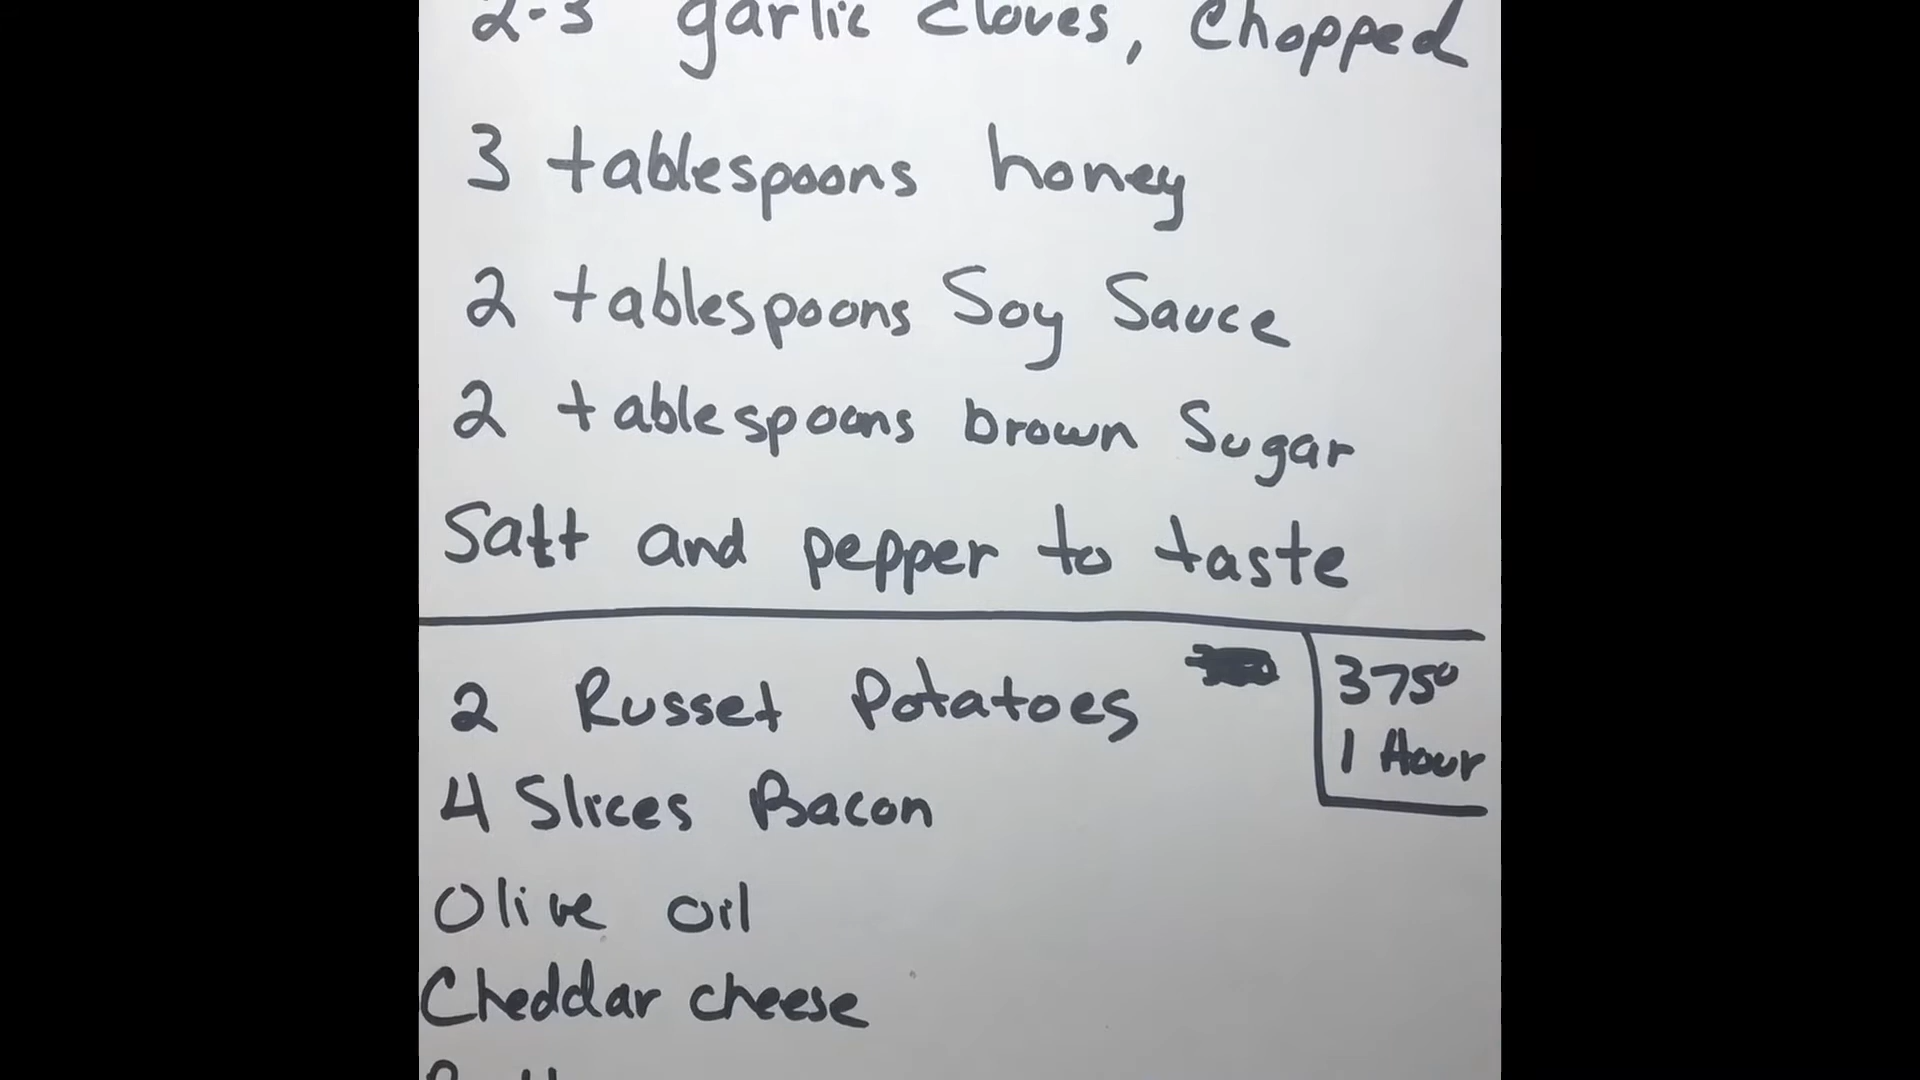 2-3 garlic cloves, Chopped
3 tablespoons honey
2 tablespoons Soy Sauce
2 tablespoons brown Sugar
Salt and pepper to taste
2 Russet Potatoes
375°
1 Hour
4 Slices Bacon
Olive oil
Cheddar cheese